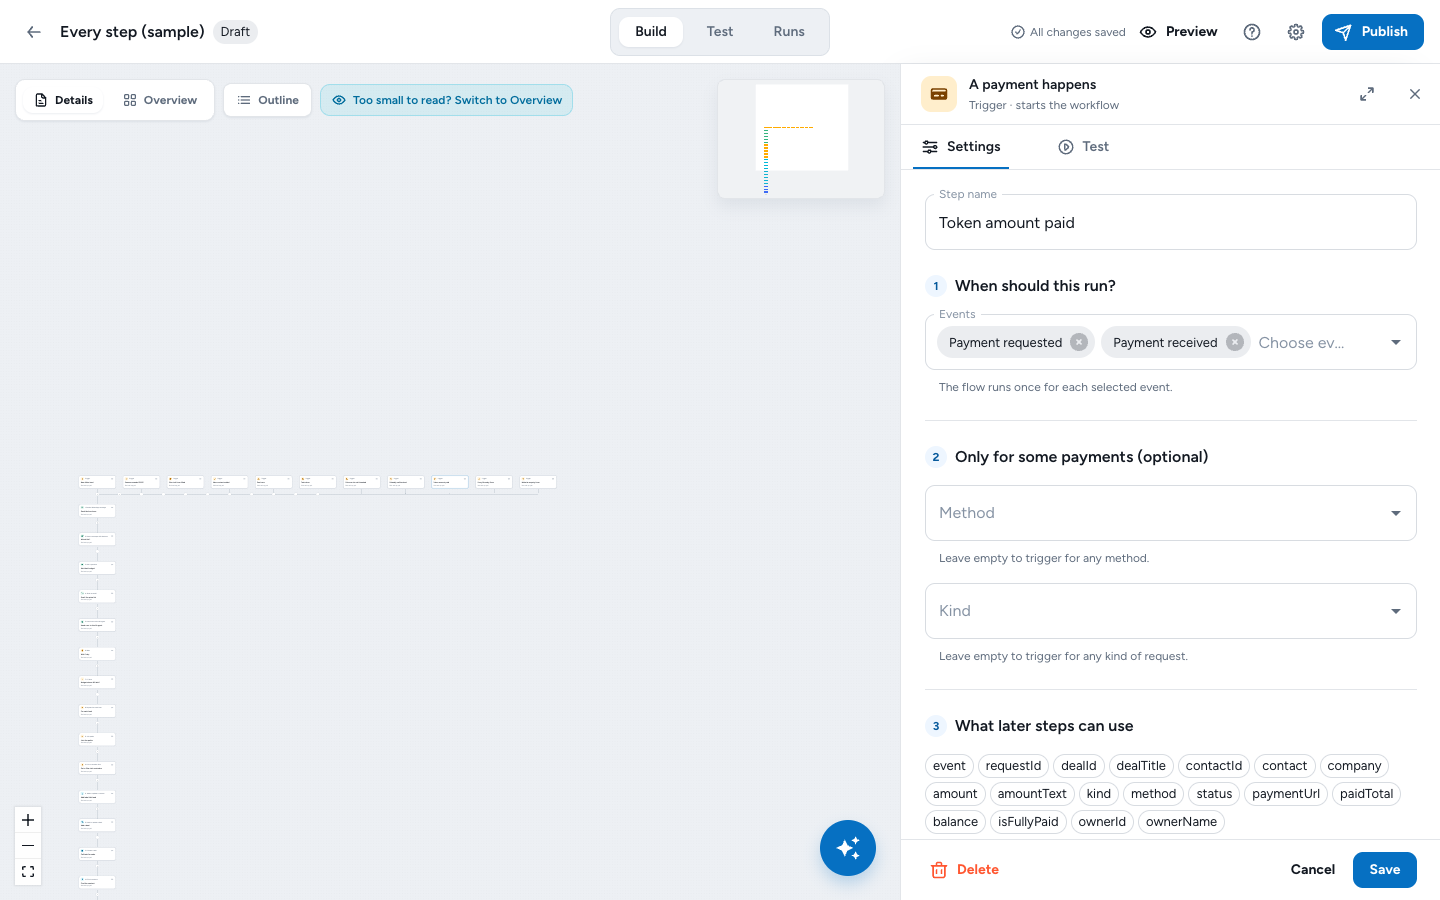 Every step (sample)
Draft
Build
Test
Runs
All changes saved
Preview
Publish
Details
Overview
Outline
Too small to read? Switch to Overview
A payment happens
Trigger · starts the workflow
Settings
Test
Step name
Token amount paid
1
When should this run?
Events
Payment requested
Payment received
Choose ev...
The flow runs once for each selected event.
2
Only for some payments (optional)
Method
Leave empty to trigger for any method.
Kind
Leave empty to trigger for any kind of request.
3
What later steps can use
event requestId dealId dealTitle contactId contact company
amount amountText kind method status paymentUrl paidTotal
balance isFullyPaid ownerId ownerName
Delete
Cancel
Save